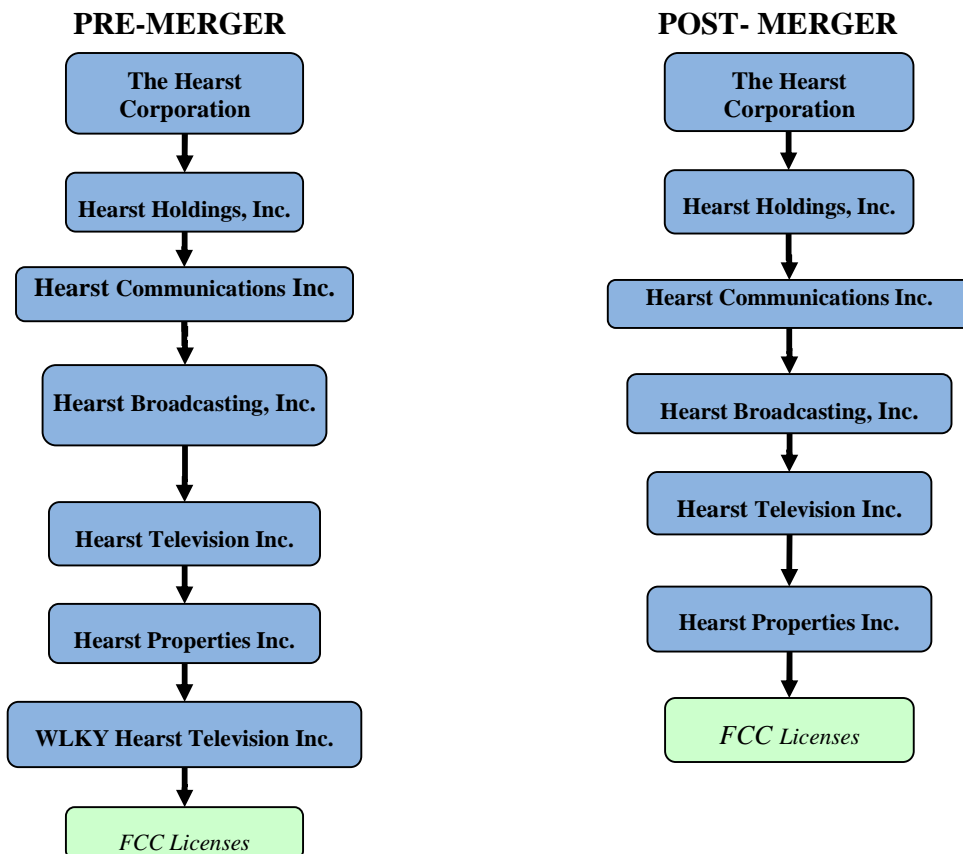 PRE-MERGER
The Hearst
Corporation
Hearst Holdings, Inc.
Hearst Communications Inc.
Hearst Broadcasting, Inc.
Hearst Television Inc.
Hearst Properties Inc.
WLKY Hearst Television Inc.
FCC Licenses
POST- MERGER
The Hearst
Corporation
Hearst Holdings, Inc.
Hearst Communications Inc.
Hearst Broadcasting, Inc.
Hearst Television Inc.
Hearst Properties Inc.
FCC Licenses